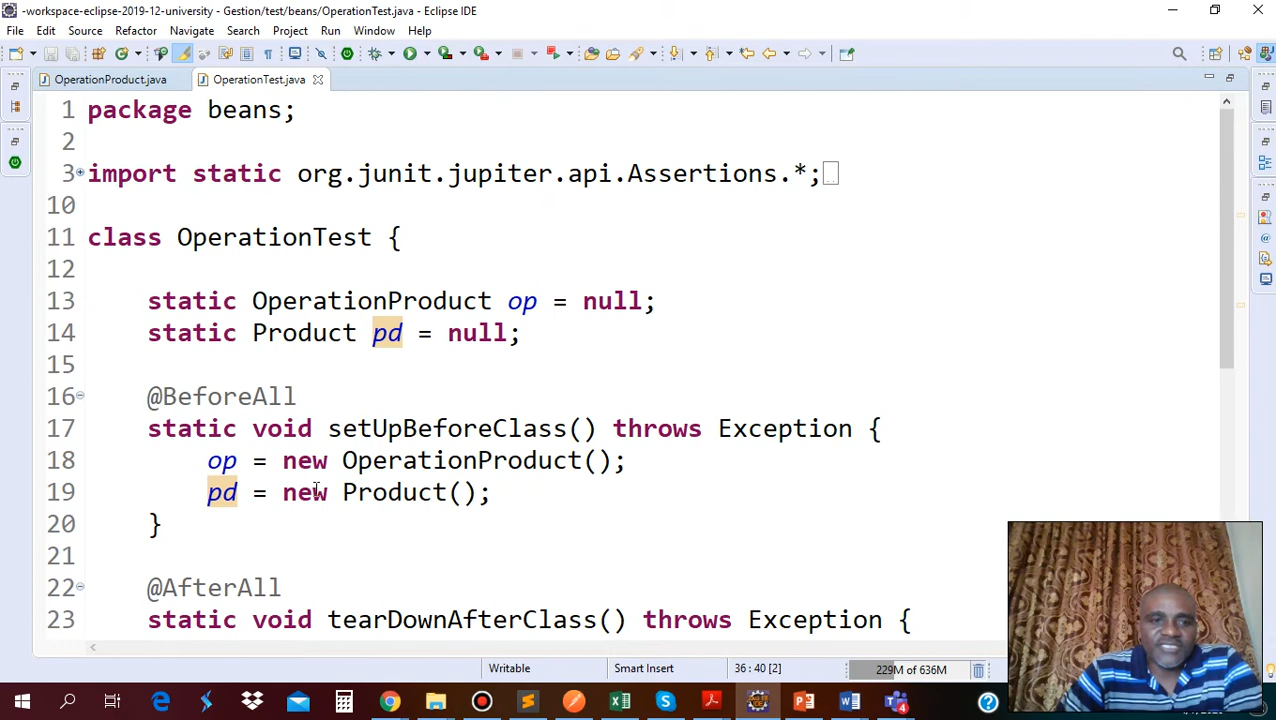 -workspace-eclipse-2019-12-university - Gestion/test/beans/OperationTest.java - Eclipse IDE
File Edit Source Refactor Navigate Search Project Run Window Help
OperationProduct.java OperationTest.java
1 package beans;
2
3 import static org.junit.jupiter.api.Assertions.*;
10
11 class OperationTest {
12
13 static OperationProduct op = null;
14 static Product pd = null;
15
16 @BeforeAll
17 static void setUpBeforeClass() throws Exception {
18 op = new OperationProduct();
19 pd = new Product();
20 }
21
22 @AfterAll
23 static void tearDownAfterClass() throws Exception {
Writable Smart Insert 36 : 40 [2] 229M of 636M